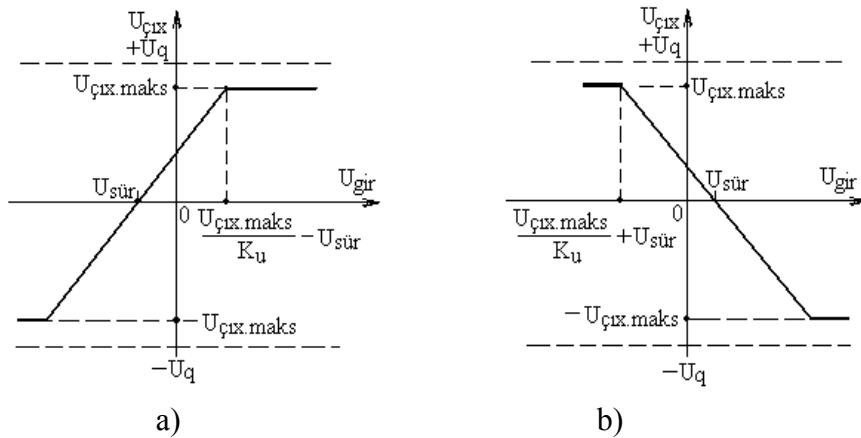 Uçıx
+Uq
Uçıx.maks
Usür
Ugir
0
Uçıx.maks
Ku
−Usür
− Uçıx.maks
−Uq
a)
Uçıx
+Uq
Uçıx.maks
Usür
Ugir
0
Uçıx.maks
Ku
+Usür
−Uçıx.maks
−Uq
b)